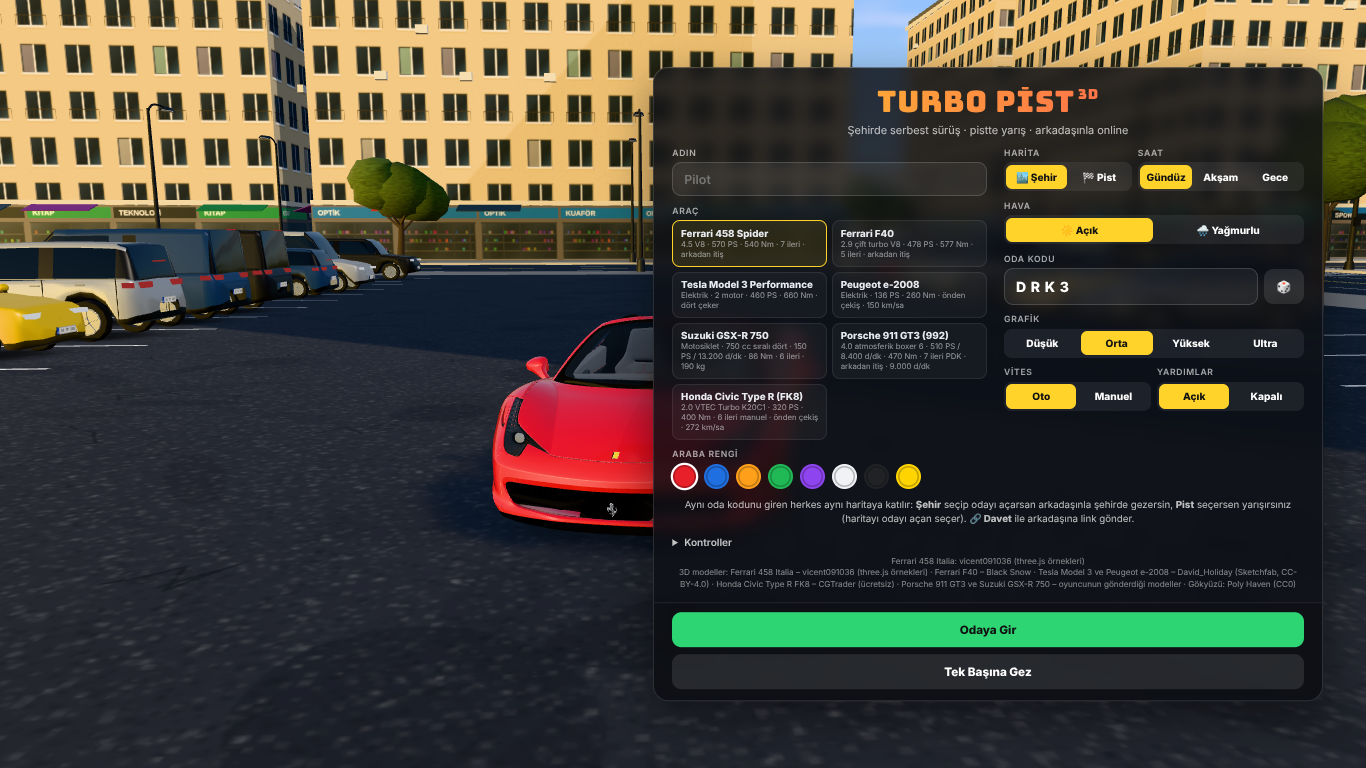 KİTAP
TEKNOLOJİ
KİTAP
OPTİK
OPTİK
KUAFÖR
TURBO PİST 3D
Şehirde serbest sürüş · pistte yarış · arkadaşınla online
ADIN
Pilot
ARAÇ
Ferrari 458 Spider
4.5 V8 · 570 PS · 540 Nm · 7 ileri ·
arkadan itiş
Ferrari F40
2.9 çift turbo V8 · 478 PS · 577 Nm ·
5 ileri · arkadan itiş
Tesla Model 3 Performance
Elektrik · 2 motor · 460 PS · 660 Nm ·
dört çeker
Peugeot e-2008
Elektrik · 136 PS · 260 Nm · önden
çekiş · 150 km/sa
Suzuki GSX-R 750
Motosiklet · 750 cc sıralı dört · 150
PS / 13.200 d/dk · 86 Nm · 6 ileri ·
190 kg
Porsche 911 GT3 (992)
4.0 atmosferik boxer 6 · 510 PS /
8.400 d/dk · 470 Nm · 7 ileri PDK ·
arkadan itiş · 9.000 d/dk
Honda Civic Type R (FK8)
2.0 VTEC Turbo K20C1 · 320 PS ·
400 Nm · 6 ileri manuel · önden çekiş
· 272 km/sa
HARİTA
Şehir
Pist
SAAT
Gündüz
Akşam
Gece
HAVA
Açık
Yağmurlu
ODA KODU
DRK3
GRAFİK
Düşük
Orta
Yüksek
Ultra
VİTES
Oto
Manuel
YARDIMLAR
Açık
Kapalı
ARABA RENGİ
Aynı oda kodunu giren herkes aynı haritaya katılır: Şehir seçip odayı açarsan arkadaşınla şehirde gezersin, Pist seçersen yarışırsınız
(haritayı odayı açan seçer). 🔗 Davet ile arkadaşına link gönder.
▶ Kontroller
Ferrari 458 Italia: vicent091036 (three.js örnekleri)
3D modeller: Ferrari 458 Italia – vicent091036 (three.js örnekleri) · Ferrari F40 – Black Snow · Tesla Model 3 ve Peugeot e-2008 – David_Holiday (Sketchfab, CC-
BY-4.0) · Honda Civic Type R FK8 – CGTrader (ücretsiz) · Porsche 911 GT3 ve Suzuki GSX-R 750 – oyuncunun gönderdiği modeller · Gökyüzü: Poly Haven (CC0)
Odaya Gir
Tek Başına Gez